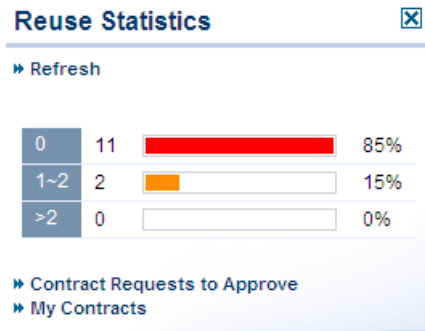 Reuse Statistics
Refresh
0 11 85%
1~2 2 15%
>2 0 0%
Contract Requests to Approve
My Contracts